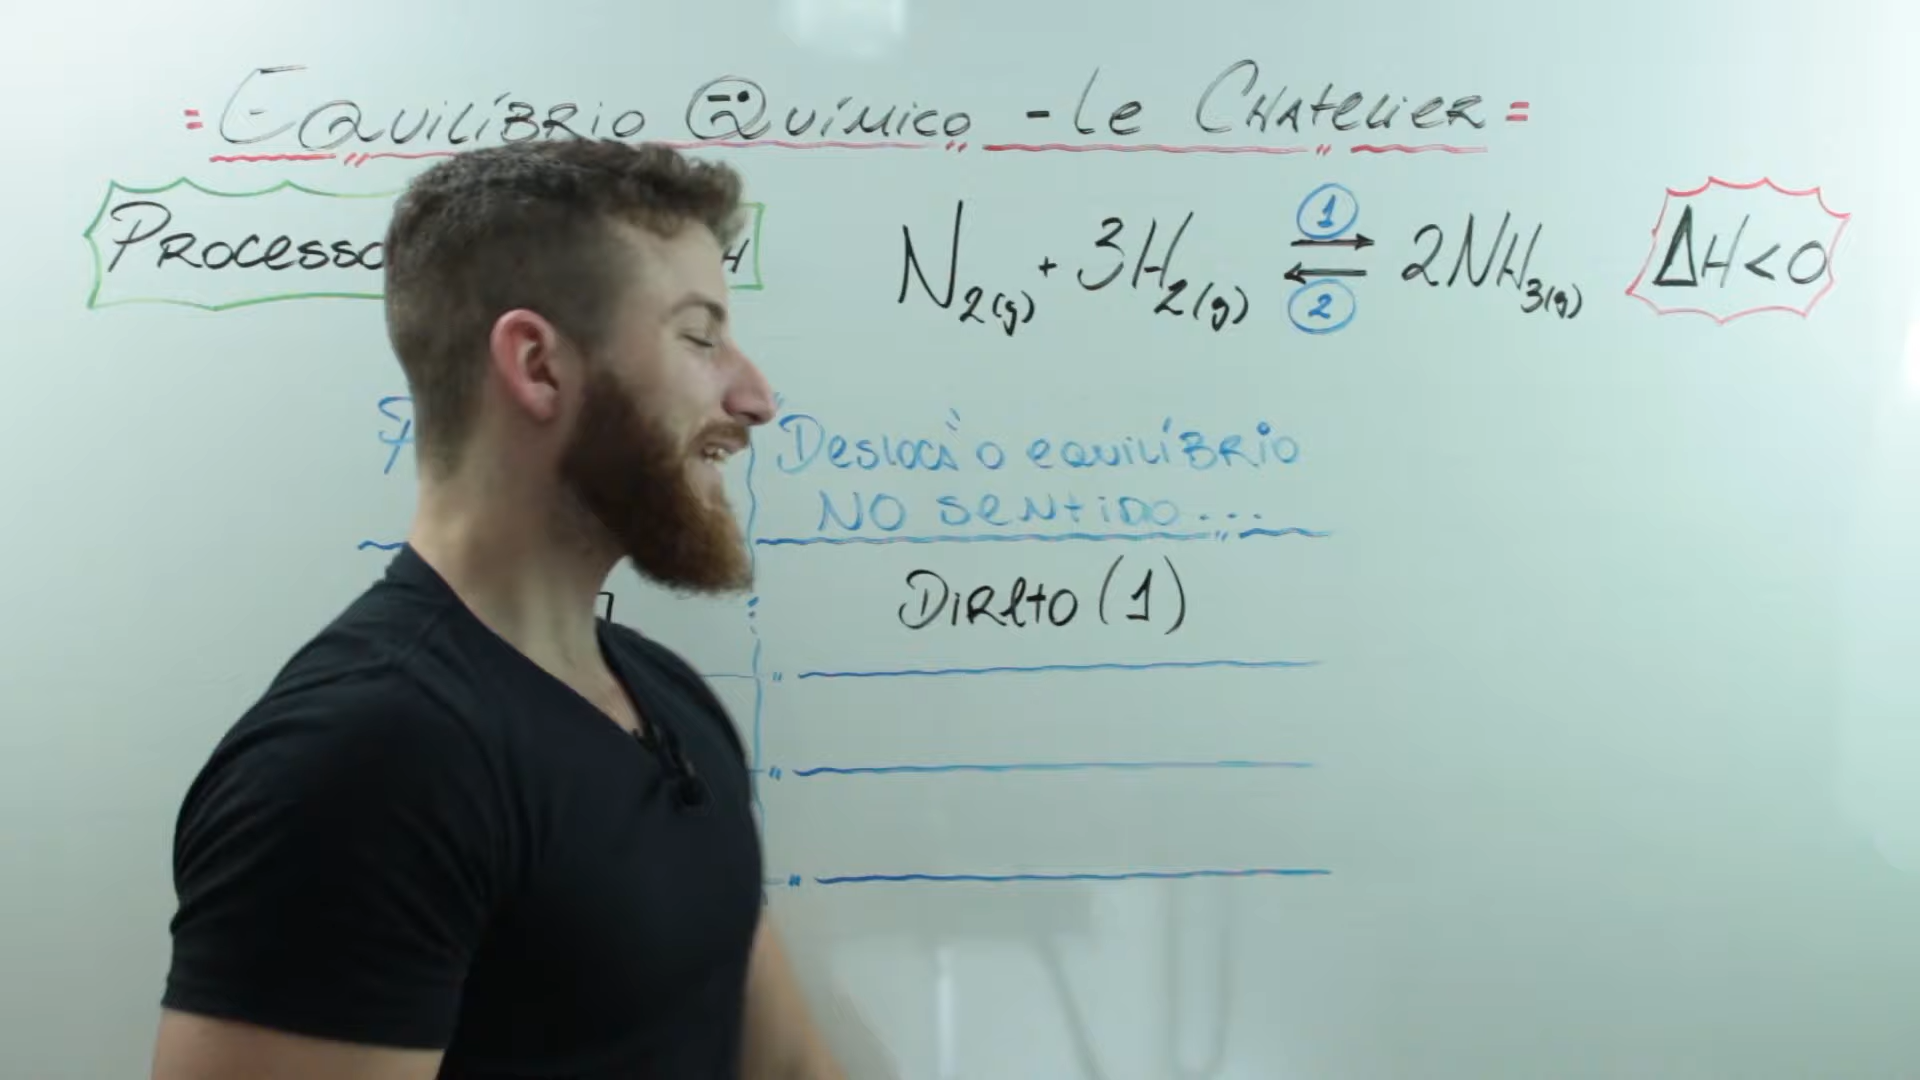 = Equilíbrio Químico - Le Chatelier =
Processo
N2(g) + 3H2(g) ⇌ 2NH3(g) ΔH<0
1
2
"Desloca" o equilíbrio
no sentido...
Direto (1)